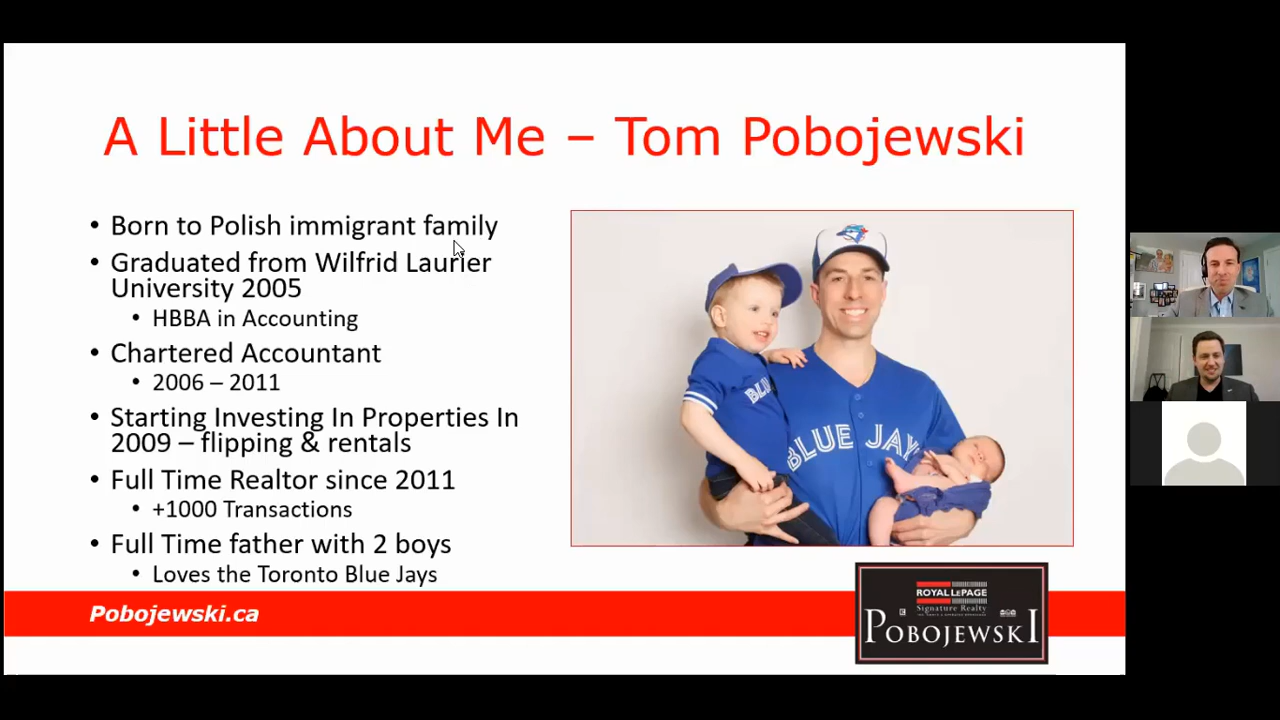 A Little About Me – Tom Pobojewski
• Born to Polish immigrant family
• Graduated from Wilfrid Laurier
University 2005
• HBBA in Accounting
• Chartered Accountant
• 2006 – 2011
• Starting Investing In Properties In
2009 – flipping & rentals
• Full Time Realtor since 2011
• +1000 Transactions
• Full Time father with 2 boys
• Loves the Toronto Blue Jays
BLUE JAYS
Pobojewski.ca
ROYAL LEPAGE
Signature Realty
POBOJEWSKI